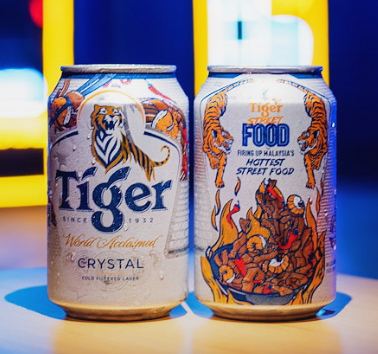 Tiger
SINCE 1932
World Acclaimed
CRYSTAL
COLD FILTERED LAGER
Tiger
STREET
FOOD
FIRING UP MALAYSIA'S
HOTTEST
STREET FOOD